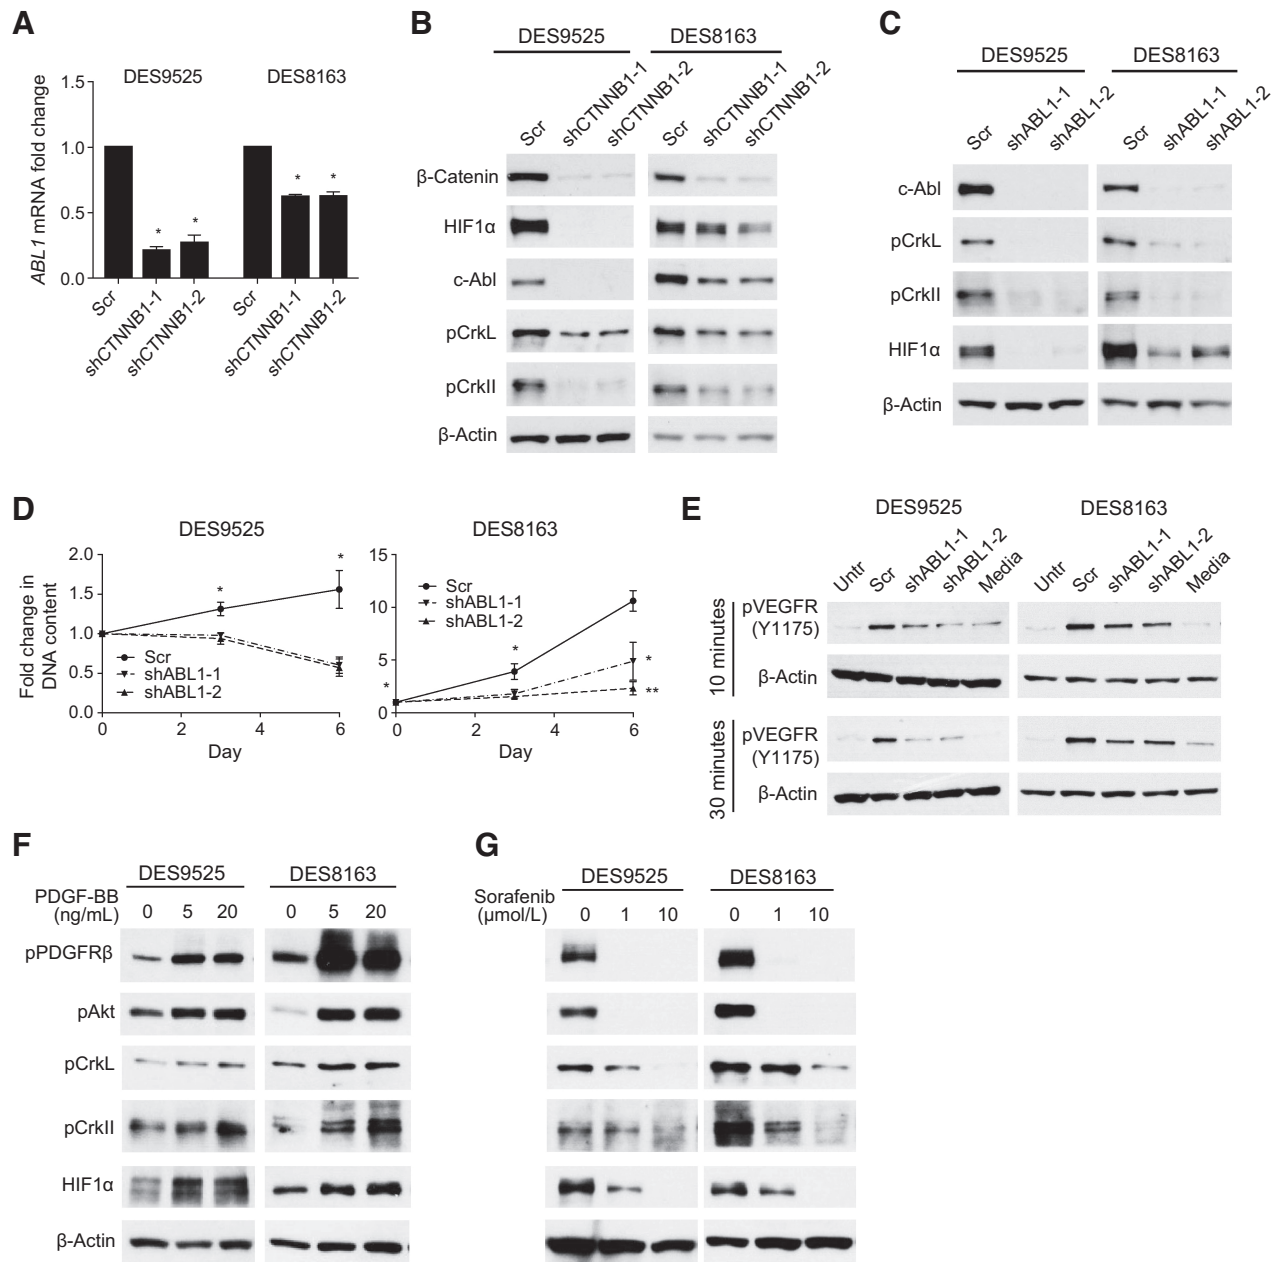 A
DES9525 DES8163
ABL 1 mRNA fold change
1.5
1.0
0.5
0.0
* * * *
Scr shCTNNB1-1 shCTNNB1-2 Scr shCTNNB1-1 shCTNNB1-2
B
DES9525 DES8163
Scr shCTNNB1-1 shCTNNB1-2 Scr shCTNNB1-1 shCTNNB1-2
β-Catenin
HIF1α
c-Abl
pCrkL
pCrkII
β-Actin
C
DES9525 DES8163
Scr shABL1-1 shABL1-2 Scr shABL1-1 shABL1-2
c-Abl
pCrkL
pCrkII
HIF1α
β-Actin
D
DES9525
Fold change in
DNA content
2.0
1.5
1.0
0.5
0.0
* *
Scr
shABL1-1
shABL1-2
0 2 4 6
Day
DES8163
15
10
5
0
Scr
shABL1-1
shABL1-2
* * * **
0 2 4 6
Day
E
DES9525 DES8163
Untr Scr shABL1-1 shABL1-2 Media Untr Scr shABL1-1 shABL1-2 Media
10 minutes
pVEGFR
(Y1175)
β-Actin
30 minutes
pVEGFR
(Y1175)
β-Actin
F
DES9525 DES8163
PDGF-BB
(ng/mL) 0 5 20 0 5 20
pPDGFRβ
pAkt
pCrkL
pCrkII
HIF1α
β-Actin
G
DES9525 DES8163
Sorafenib
(μmol/L) 0 1 10 0 1 10